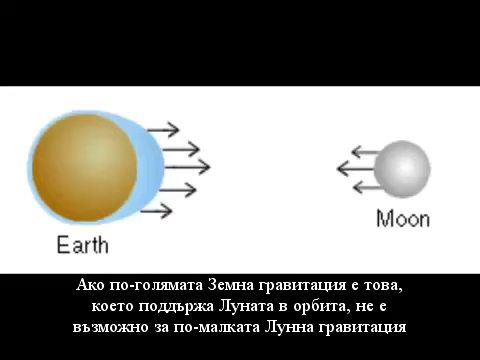 Earth
Moon
Ако по-голямата Земна гравитация е това,
което поддържа Луната в орбита, не е
възможно за по-малката Лунна гравитация